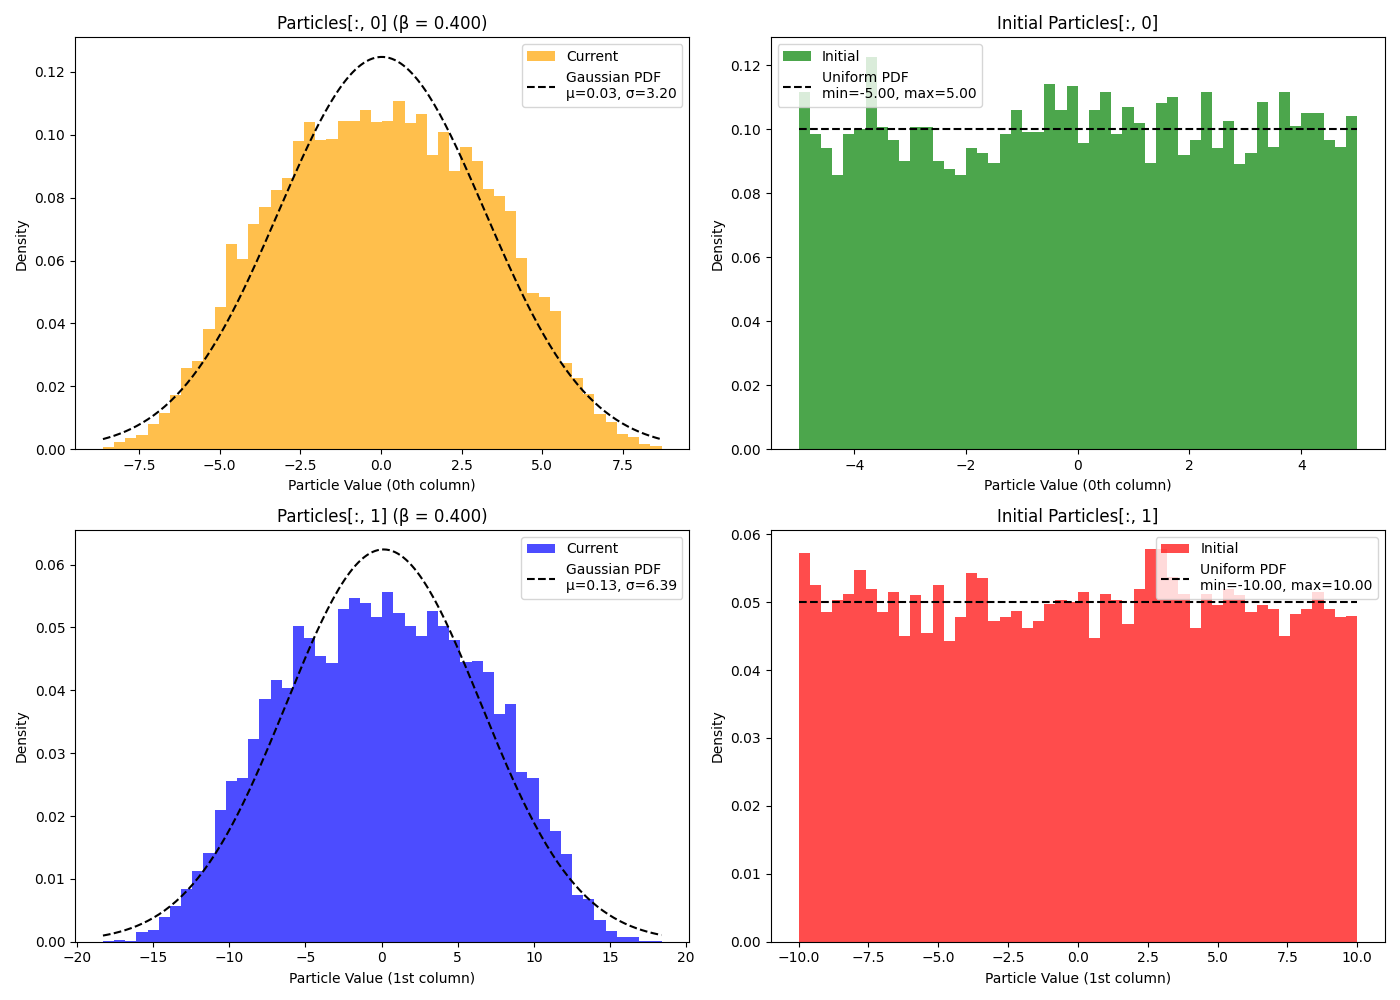 Particles[:, 0] (β = 0.400)
Density
0.12
0.10
0.08
0.06
0.04
0.02
0.00
Current
Gaussian PDF
μ=0.03, σ=3.20
−7.5 −5.0 −2.5 0.0 2.5 5.0 7.5
Particle Value (0th column)
Initial Particles[:, 0]
Density
0.12
0.10
0.08
0.06
0.04
0.02
0.00
Initial
Uniform PDF
min=-5.00, max=5.00
−4 −2 0 2 4
Particle Value (0th column)
Particles[:, 1] (β = 0.400)
Density
0.06
0.05
0.04
0.03
0.02
0.01
0.00
Current
Gaussian PDF
μ=0.13, σ=6.39
−20 −15 −10 −5 0 5 10 15 20
Particle Value (1st column)
Initial Particles[:, 1]
Density
0.06
0.05
0.04
0.03
0.02
0.01
0.00
Initial
Uniform PDF
min=-10.00, max=10.00
−10.0 −7.5 −5.0 −2.5 0.0 2.5 5.0 7.5 10.0
Particle Value (1st column)